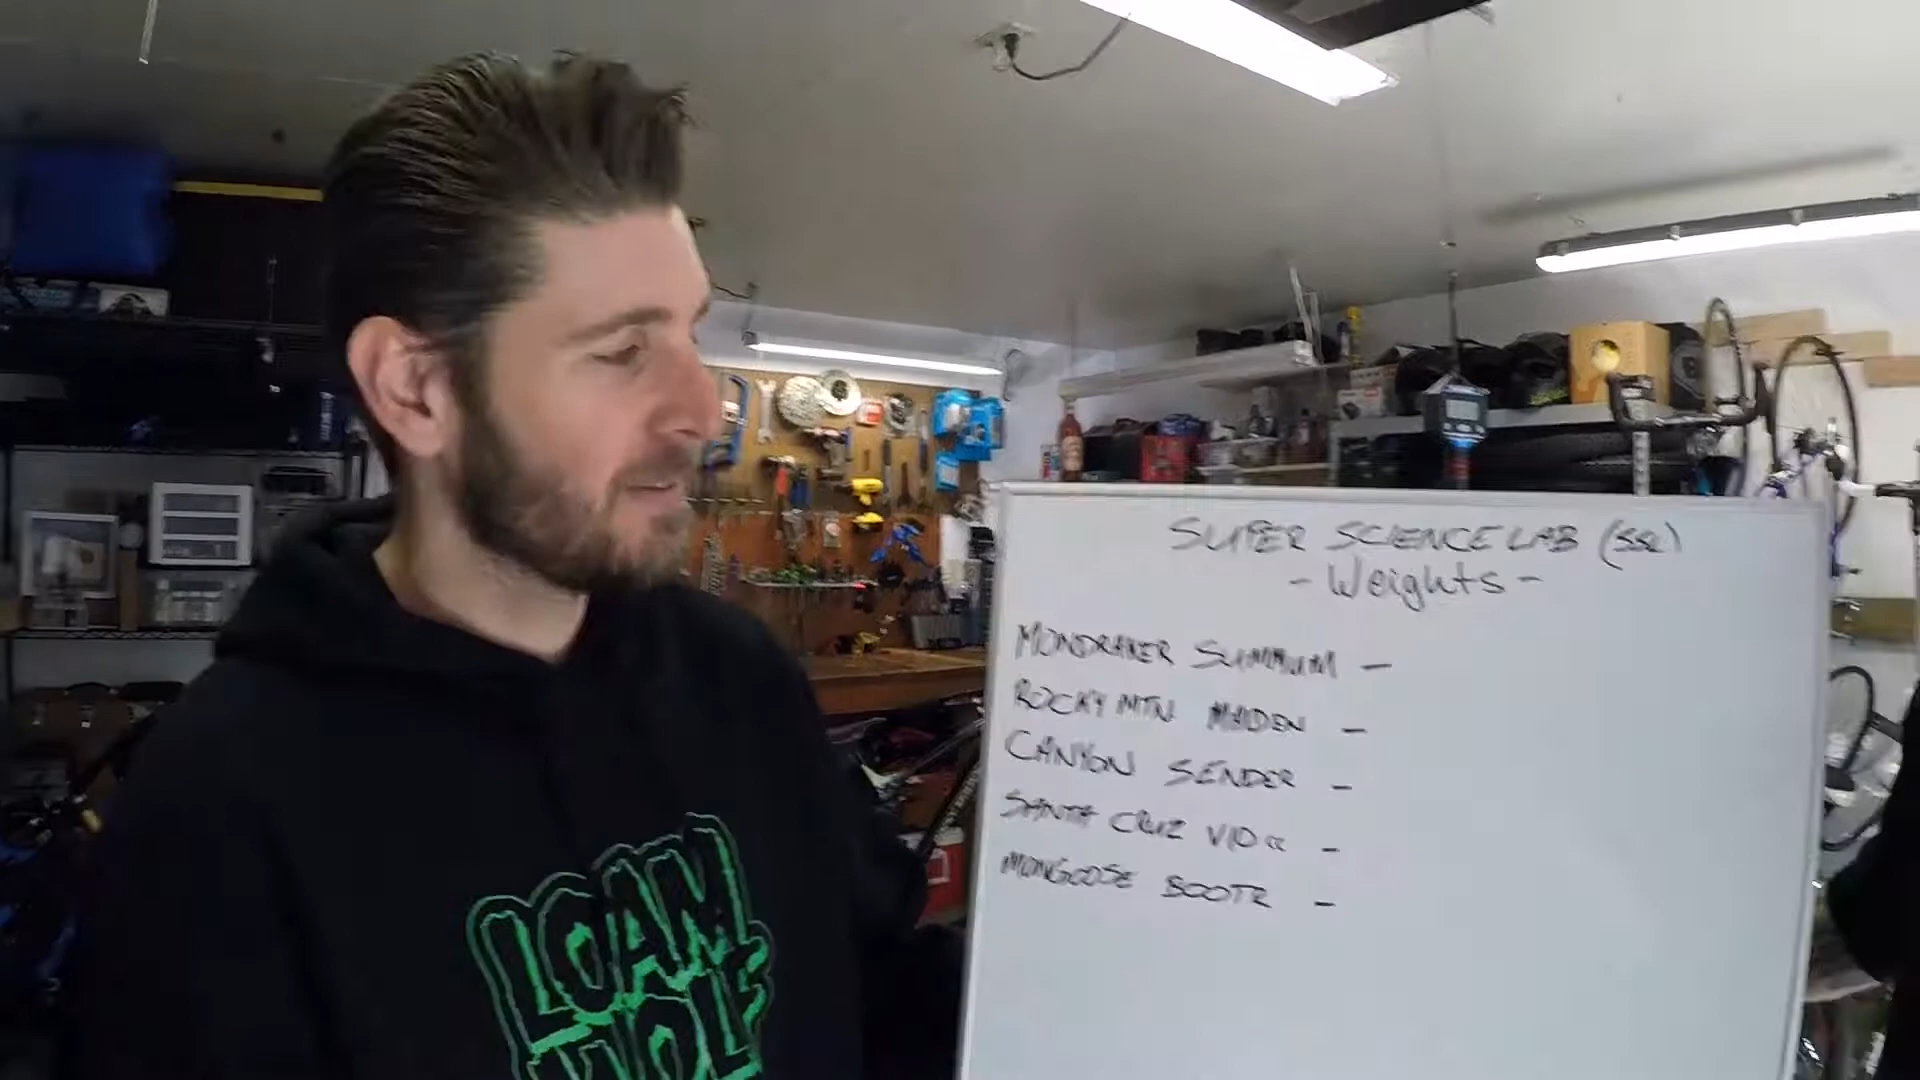 SUPER SCIENCE LAB (SSL)
- Weights -
MONDRAKER SUMMUM -
ROCKY MTN MAIDEN -
CANYON SENDER -
SANTA CRUZ V10 cc -
MONGOOSE BOOTR -
LOAM
WOLF